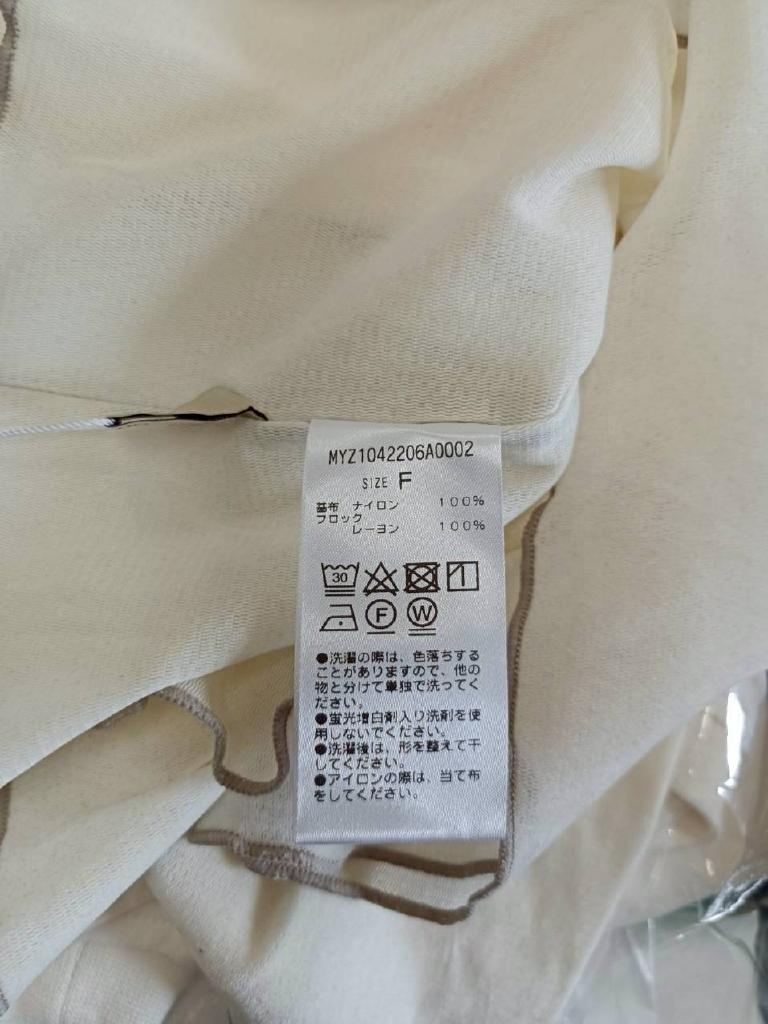 MYZ1042206A0002
SIZE F
基布 ナイロン 100%
フロック
レーヨン 100%
30
F W
●洗濯の際は、色落ちする
ことがありますので、他の
物と分けて単独で洗ってく
ださい。
●蛍光増白剤入り洗剤を使
用しないでください。
●洗濯後は、形を整えて干
してください。
●アイロンの際は、当て布
をしてください。